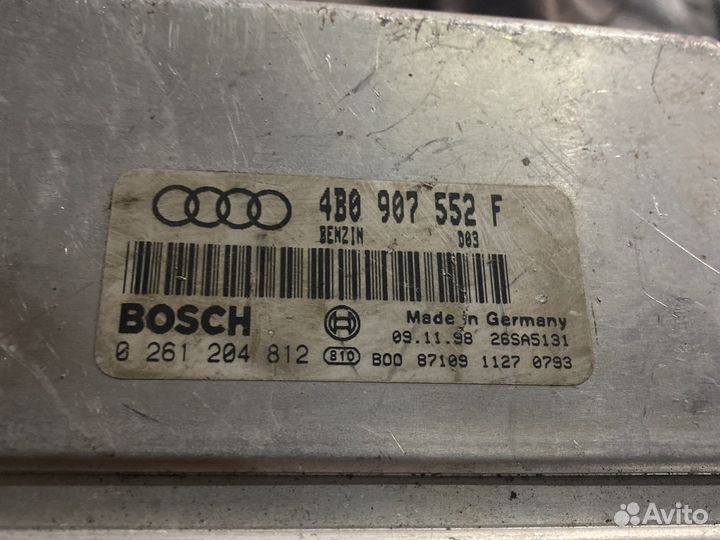 4B0 907 552 F
BENZIN D03
BOSCH
Made in Germany
09.11.98 26SA5131
0 261 204 812 810 B00 87109 1127 0793
Avito